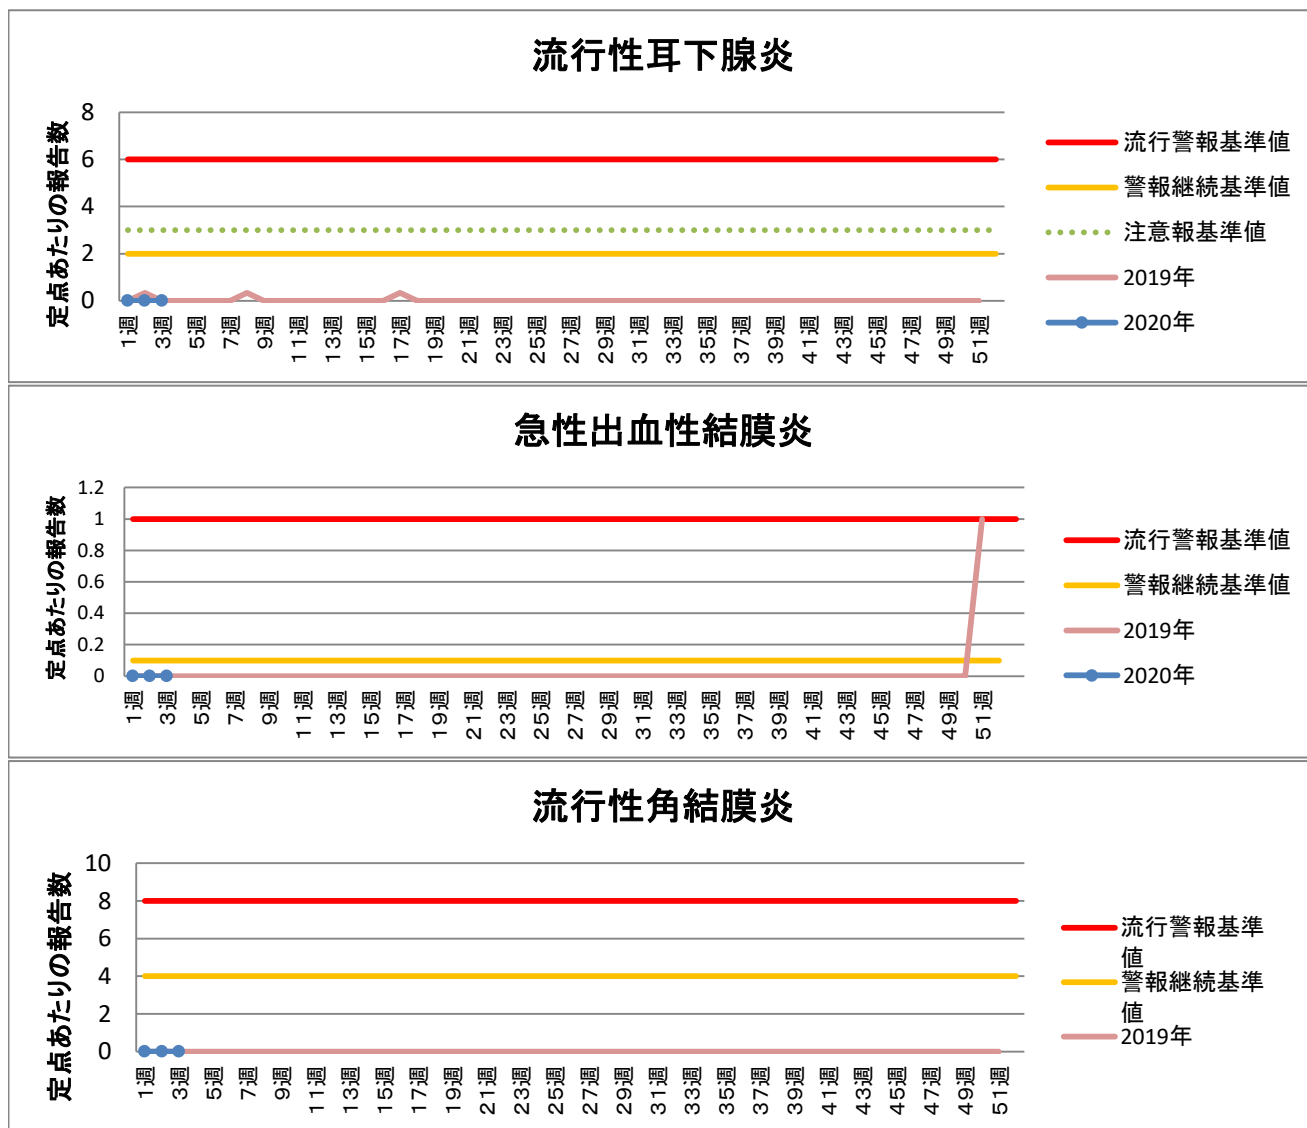 流行性耳下腺炎
定点あたりの報告数
8
6
4
2
0
1週 3週 5週 7週 9週 11週 13週 15週 17週 19週 21週 23週 25週 27週 29週 31週 33週 35週 37週 39週 41週 43週 45週 47週 49週 51週
流行警報基準値
警報継続基準値
注意報基準値
2019年
2020年
急性出血性結膜炎
定点あたりの報告数
1.2
1
0.8
0.6
0.4
0.2
0
1週 3週 5週 7週 9週 11週 13週 15週 17週 19週 21週 23週 25週 27週 29週 31週 33週 35週 37週 39週 41週 43週 45週 47週 49週 51週
流行警報基準値
警報継続基準値
2019年
2020年
流行性角結膜炎
定点あたりの報告数
10
8
6
4
2
0
1週 3週 5週 7週 9週 11週 13週 15週 17週 19週 21週 23週 25週 27週 29週 31週 33週 35週 37週 39週 41週 43週 45週 47週 49週 51週
流行警報基準
値
警報継続基準
値
2019年